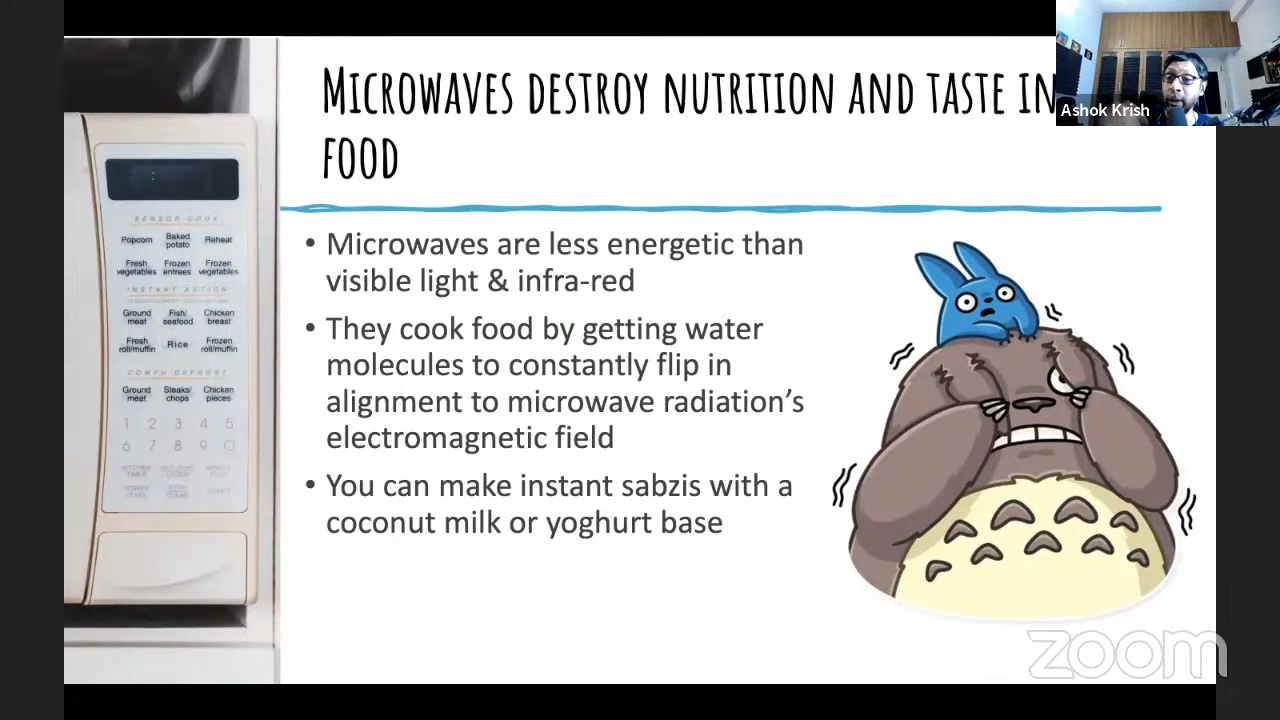 MICROWAVES DESTROY NUTRITION AND TASTE IN
FOOD
Ashok Krish
• Microwaves are less energetic than
visible light & infra-red
• They cook food by getting water
molecules to constantly flip in
alignment to microwave radiation's
electromagnetic field
• You can make instant sabzis with a
coconut milk or yoghurt base
SENSOR COOK
Popcorn Baked potato Reheat
Fresh vegetables Frozen entrees Frozen vegetables
INSTANT ACTION
Ground meat Fish/ seafood Chicken breast
Fresh roll/muffin Rice Frozen roll/muffin
COMPU DEFROST
Ground meat Steaks/ chops Chicken pieces
1 2 3 4 5
6 7 8 9 0
KITCHEN TIMER
POWER LEVEL
zoom